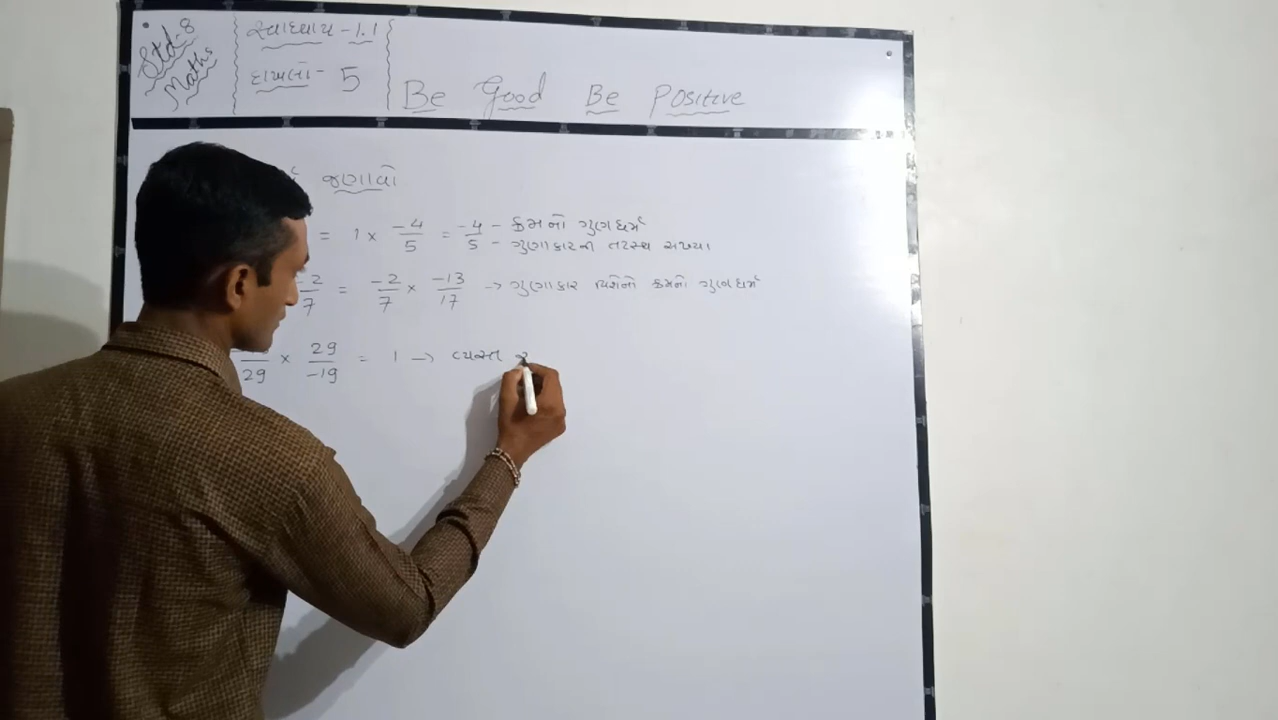 Std-8 Maths
સ્વાધ્યાય - 1.1
દાખલો - 5
Be Good Be Positive
જણાવો
= 1 × -4/5 = -4/5 - ક્રમનો ગુણધર્મ
- ગુણાકારની તટસ્થ સંખ્યા
-2/7 = -2/7 × -13/17 → ગુણાકાર વિશેનો ક્રમનો ગુણધર્મ
29 × 29/-19 = 1 → વ્યસ્ત